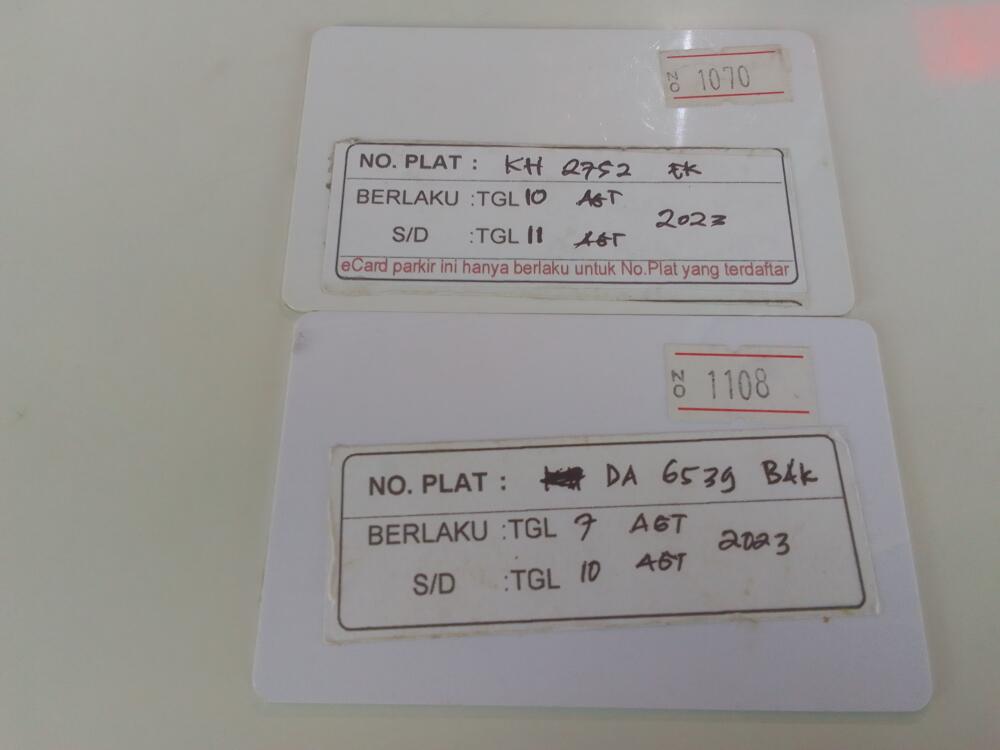 NO 1070
NO. PLAT : KH 2752 EK
BERLAKU :TGL 10 AGT 2023
S/D :TGL 11 AGT
eCard parkir ini hanya berlaku untuk No.Plat yang terdaftar
NO 1108
NO. PLAT : DA 6539 BAK
BERLAKU :TGL 7 AGT 2023
S/D :TGL 10 AGT